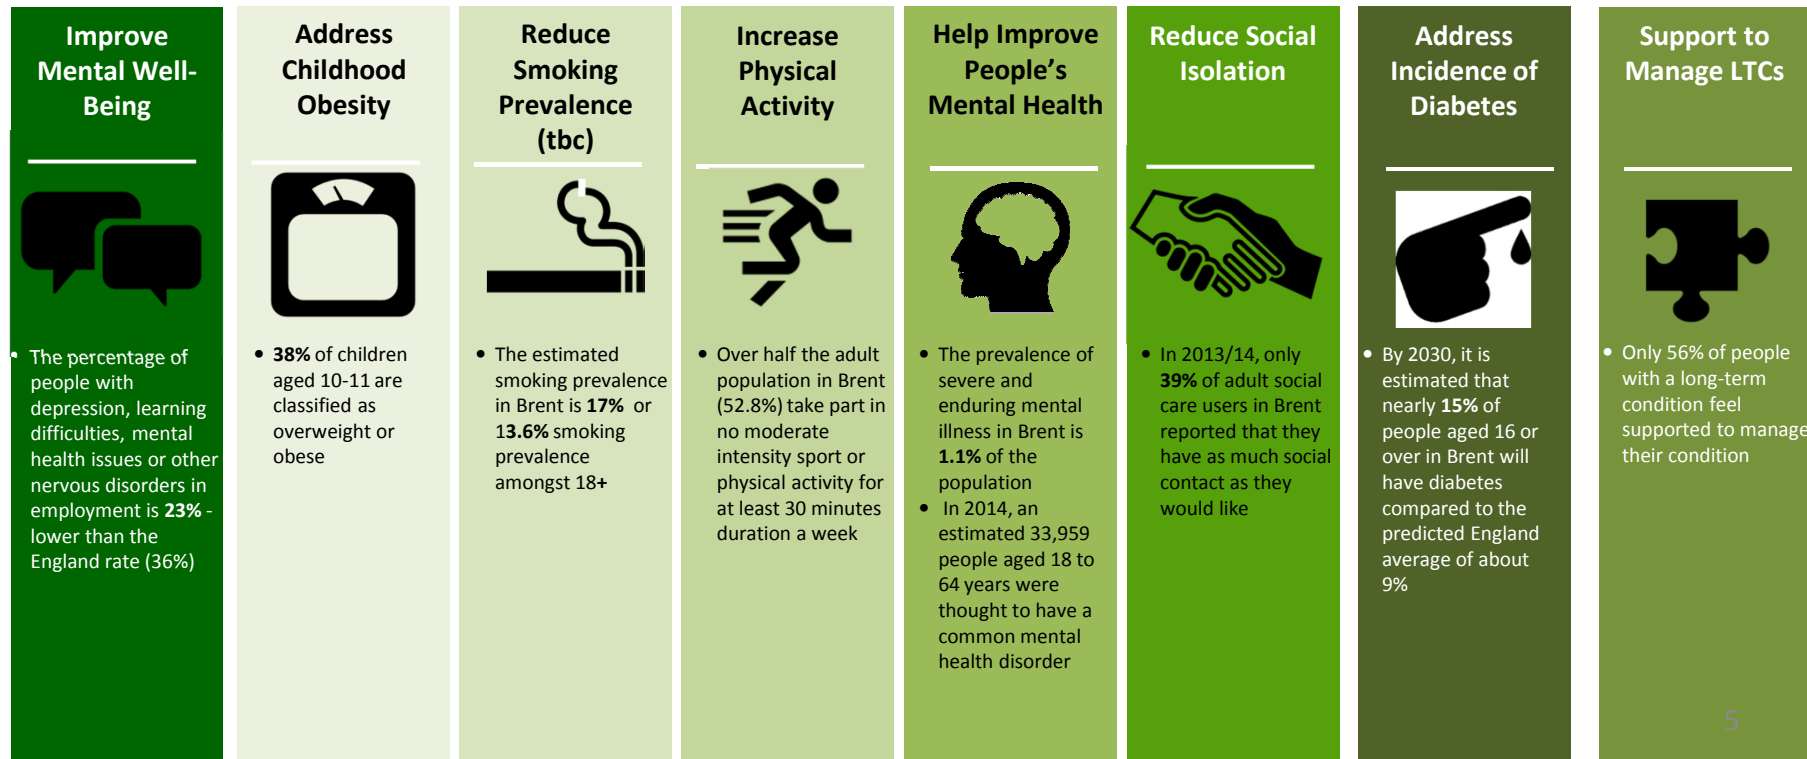 Improve
Mental Well-
Being
• The percentage of
people with
depression, learning
difficulties, mental
health issues or other
nervous disorders in
employment is 23% -
lower than the
England rate (36%)
Address
Childhood
Obesity
• 38% of children
aged 10-11 are
classified as
overweight or
obese
Reduce
Smoking
Prevalence
(tbc)
• The estimated
smoking prevalence
in Brent is 17% or
13.6% smoking
prevalence
amongst 18+
Increase
Physical
Activity
• Over half the adult
population in Brent
(52.8%) take part in
no moderate
intensity sport or
physical activity for
at least 30 minutes
duration a week
Help Improve
People's
Mental Health
• The prevalence of
severe and
enduring mental
illness in Brent is
1.1% of the
population
• In 2014, an
estimated 33,959
people aged 18 to
64 years were
thought to have a
common mental
health disorder
Reduce Social
Isolation
• In 2013/14, only
39% of adult social
care users in Brent
reported that they
have as much social
contact as they
would like
Address
Incidence of
Diabetes
• By 2030, it is
estimated that
nearly 15% of
people aged 16 or
over in Brent will
have diabetes
compared to the
predicted England
average of about
9%
Support to
Manage LTCs
• Only 56% of people
with a long-term
condition feel
supported to manage
their condition
5